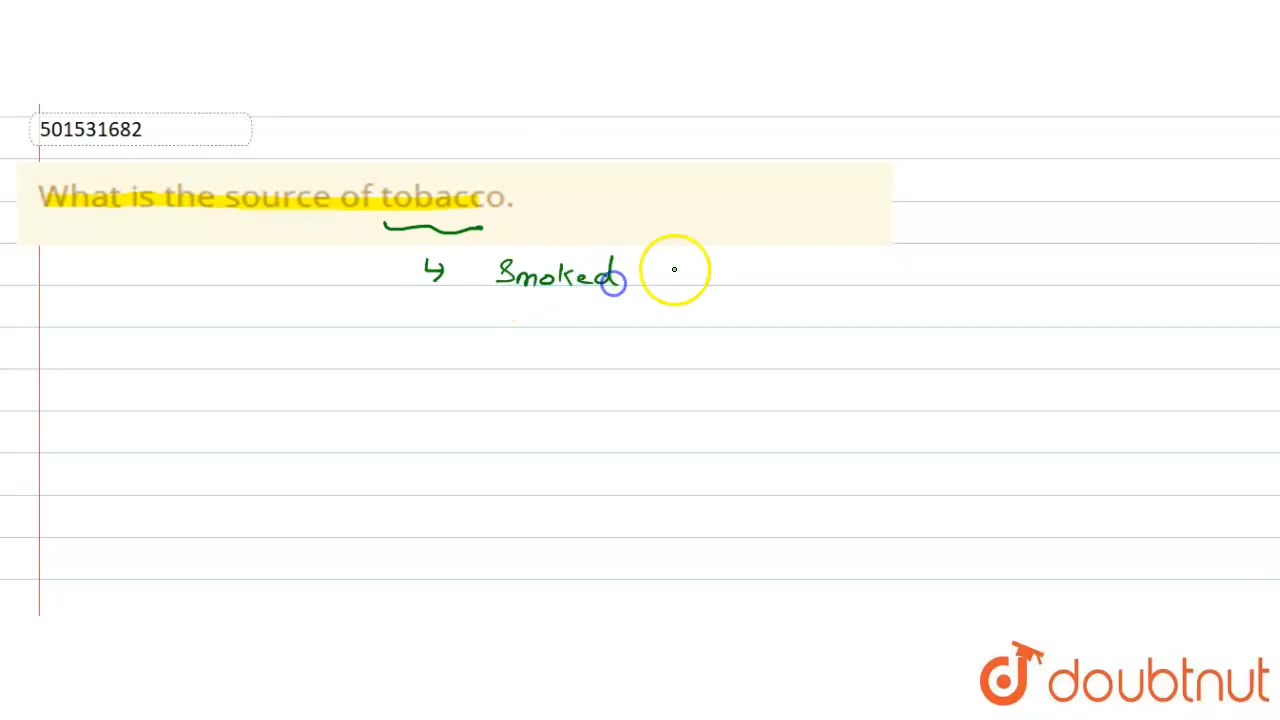 501531682
What is the source of tobacco.
↳ Smoked
doubtnut